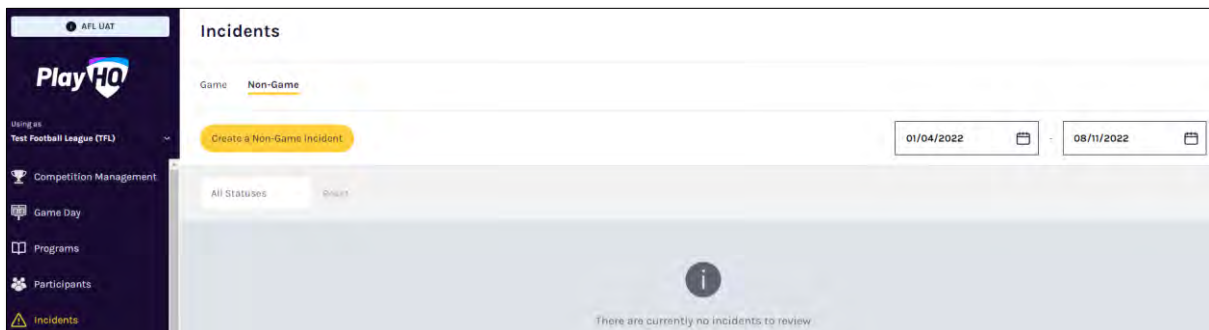 AFL UAT
PlayHQ
Using as
Test Football League (TFL)
Competition Management
Game Day
Programs
Participants
Incidents
Incidents
Game Non-Game
Create a Non-Game Incident
01/04/2022 - 08/11/2022
All Statuses Reset
There are currently no incidents to review